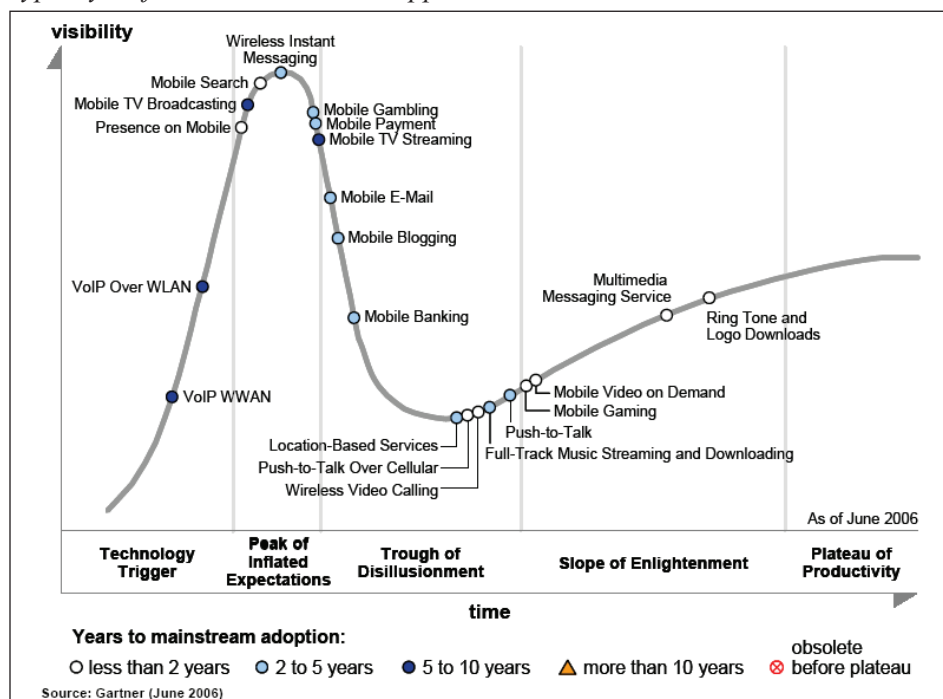 visibility
Wireless Instant
Messaging
Mobile Search
Mobile TV Broadcasting
Presence on Mobile
Mobile Gambling
Mobile Payment
Mobile TV Streaming
Mobile E-Mail
Mobile Blogging
VoIP Over WLAN
Mobile Banking
VoIP WWAN
Multimedia
Messaging Service
Ring Tone and
Logo Downloads
Mobile Video on Demand
Mobile Gaming
Push-to-Talk
Full-Track Music Streaming and Downloading
Location-Based Services
Push-to-Talk Over Cellular
Wireless Video Calling
As of June 2006
Technology
Trigger
Peak of
Inflated
Expectations
Trough of
Disillusionment
Slope of Enlightenment
Plateau of
Productivity
time
Years to mainstream adoption:
less than 2 years
2 to 5 years
5 to 10 years
more than 10 years
obsolete
before plateau
Source: Gartner (June 2006)